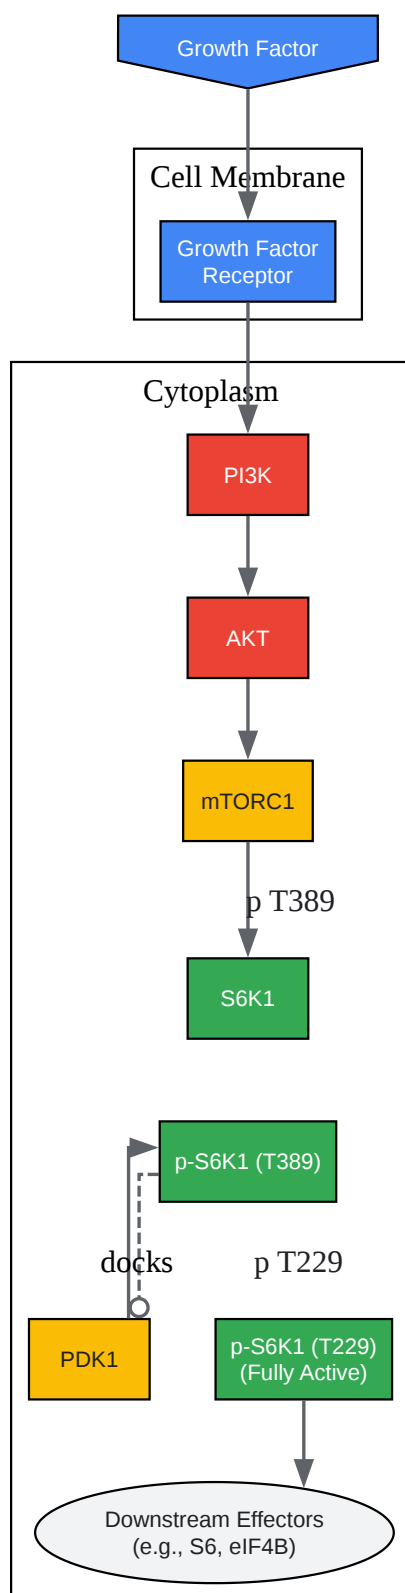 Growth Factor
Cell Membrane
Growth Factor
Receptor
Cytoplasm
PI3K
AKT
mTORC1
p T389
S6K1
p-S6K1 (T389)
docks
p T229
PDK1
p-S6K1 (T229)
(Fully Active)
Downstream Effectors
(e.g., S6, eIF4B)